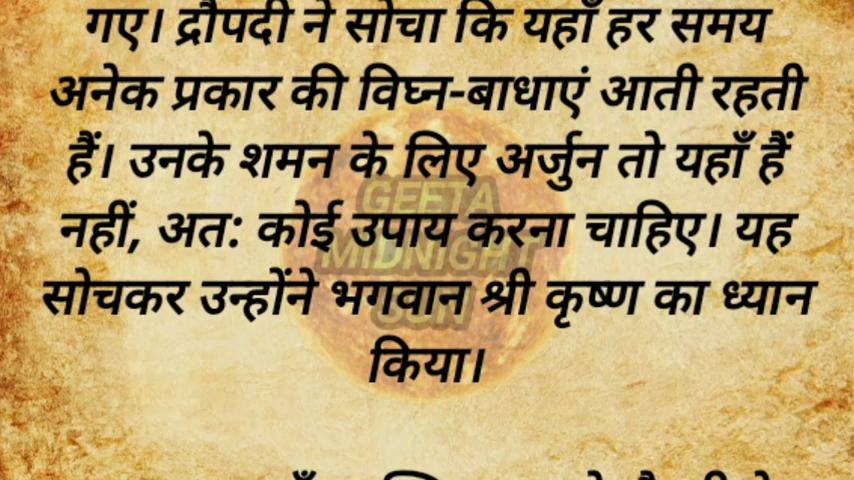 गए। द्रौपदी ने सोचा कि यहाँ हर समय
अनेक प्रकार की विघ्न-बाधाएं आती रहती
हैं। उनके शमन के लिए अर्जुन तो यहाँ हैं
नहीं, अत: कोई उपाय करना चाहिए। यह
सोचकर उन्होंने भगवान श्री कृष्ण का ध्यान
किया।
GEETA
MIDNIGHT
SUN